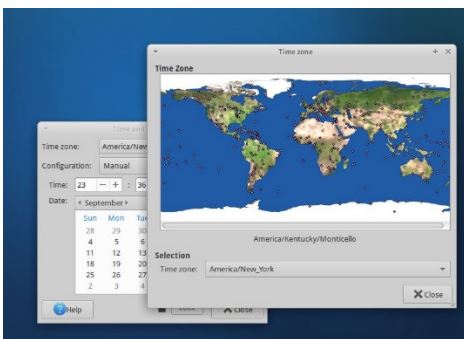 Time zone
Time Zone
America/Kentucky/Monticello
Selection
Time zone: America/New_York
Close
Time zone: America/New
Configuration: Manual
Time: 23 - + : 36
Date: September
Sun Mon Tue
28 29 30
4 5 6
11 12 13
18 19 20
25 26 27
2 3 4
Help
Close